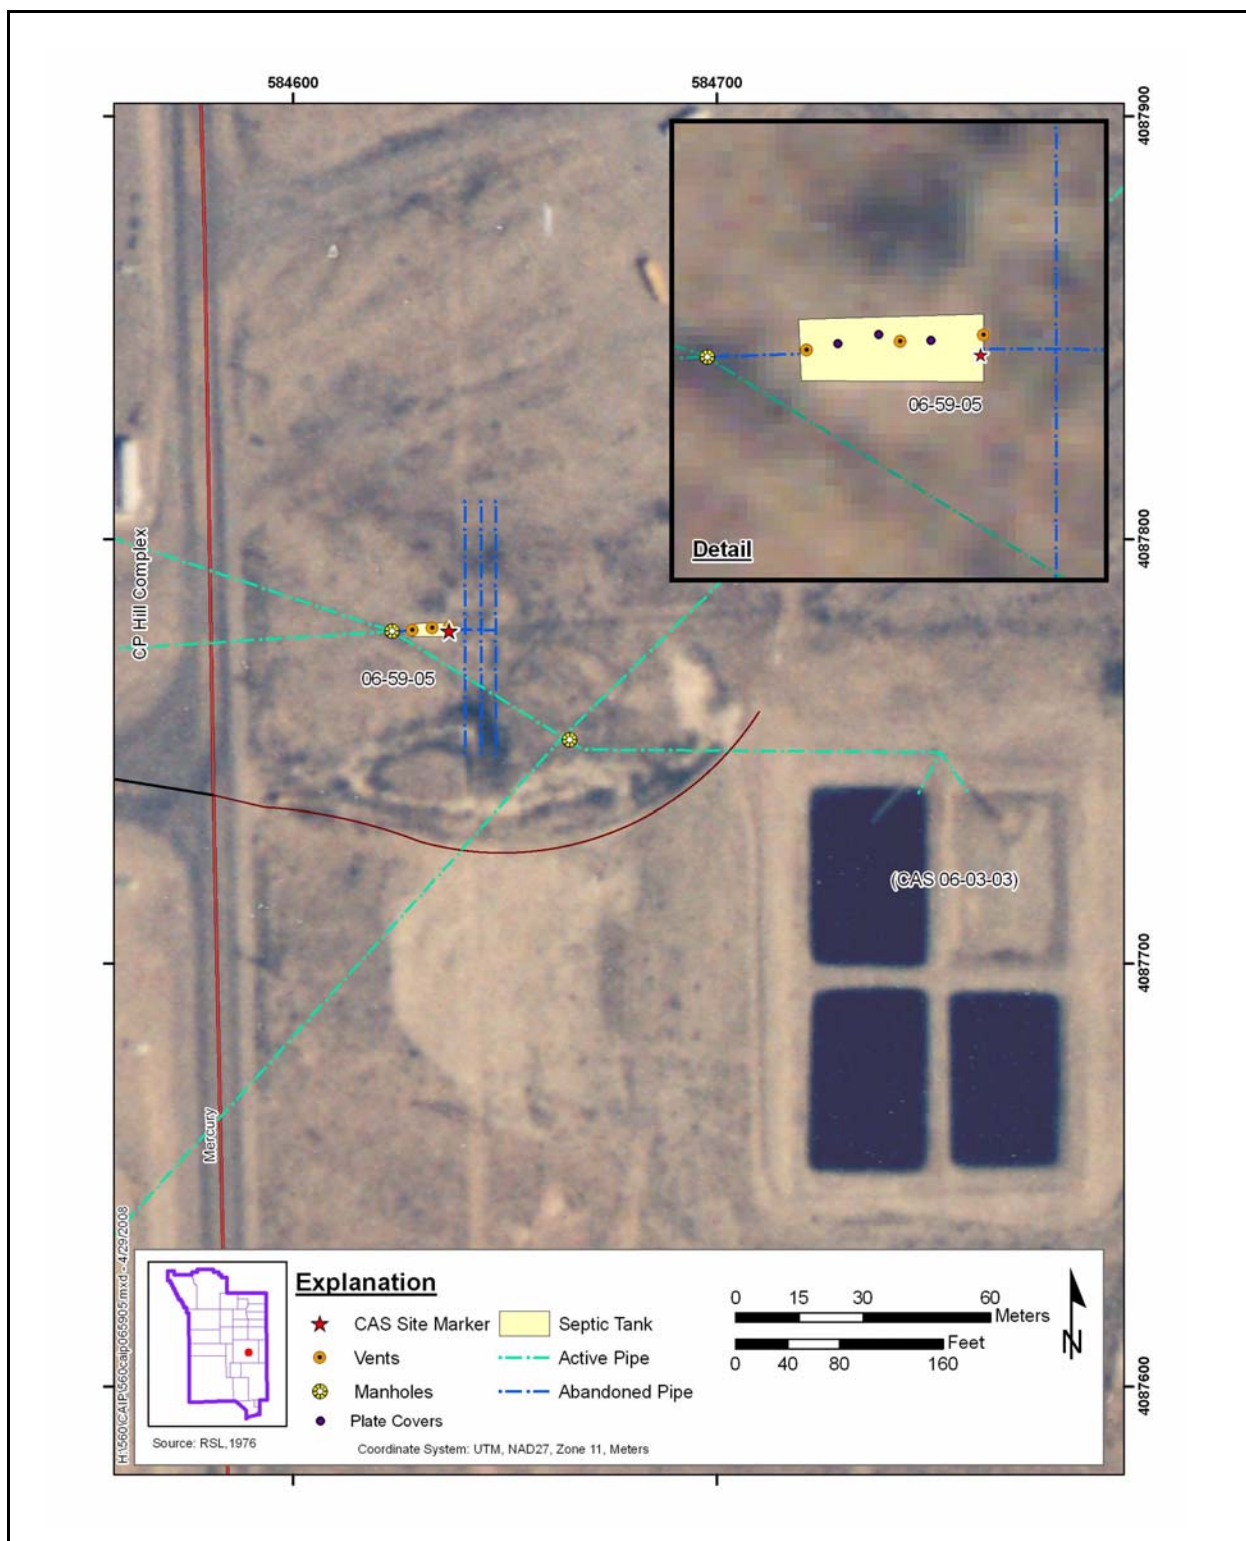 584600
584700
4087900
Detail
06-59-05
4087800
CP Hill Complex
06-59-05
(CAS 06-03-03)
4087700
Mercury
H:\560\CAIP\560caip065905.mxd - 4/29/2008
4087600
Explanation
CAS Site Marker
Septic Tank
Vents
Active Pipe
Manholes
Abandoned Pipe
Plate Covers
0 15 30 60
Meters
Feet
0 40 80 160
N
Source: RSL,1976
Coordinate System: UTM, NAD27, Zone 11, Meters